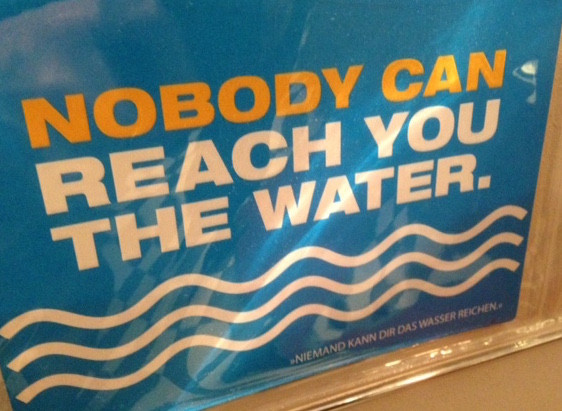 NOBODY CAN
REACH YOU
THE WATER.
»NIEMAND KANN DIR DAS WASSER REICHEN.«